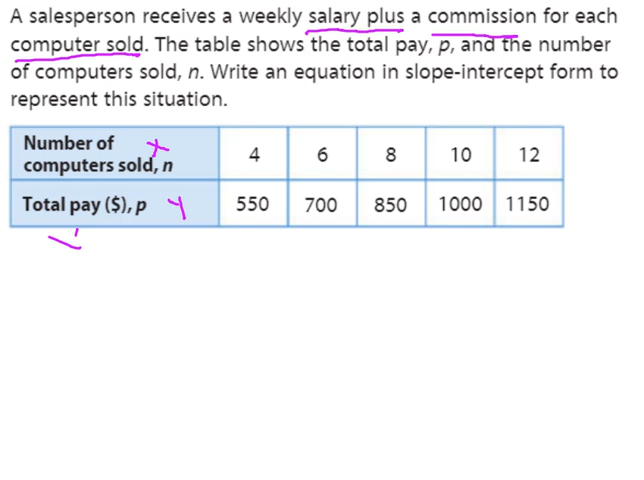 A salesperson receives a weekly salary plus a commission for each
computer sold. The table shows the total pay, p, and the number
of computers sold, n. Write an equation in slope-intercept form to
represent this situation.
Number of x
computers sold, n 4 6 8 10 12
Total pay ($), p y 550 700 850 1000 1150